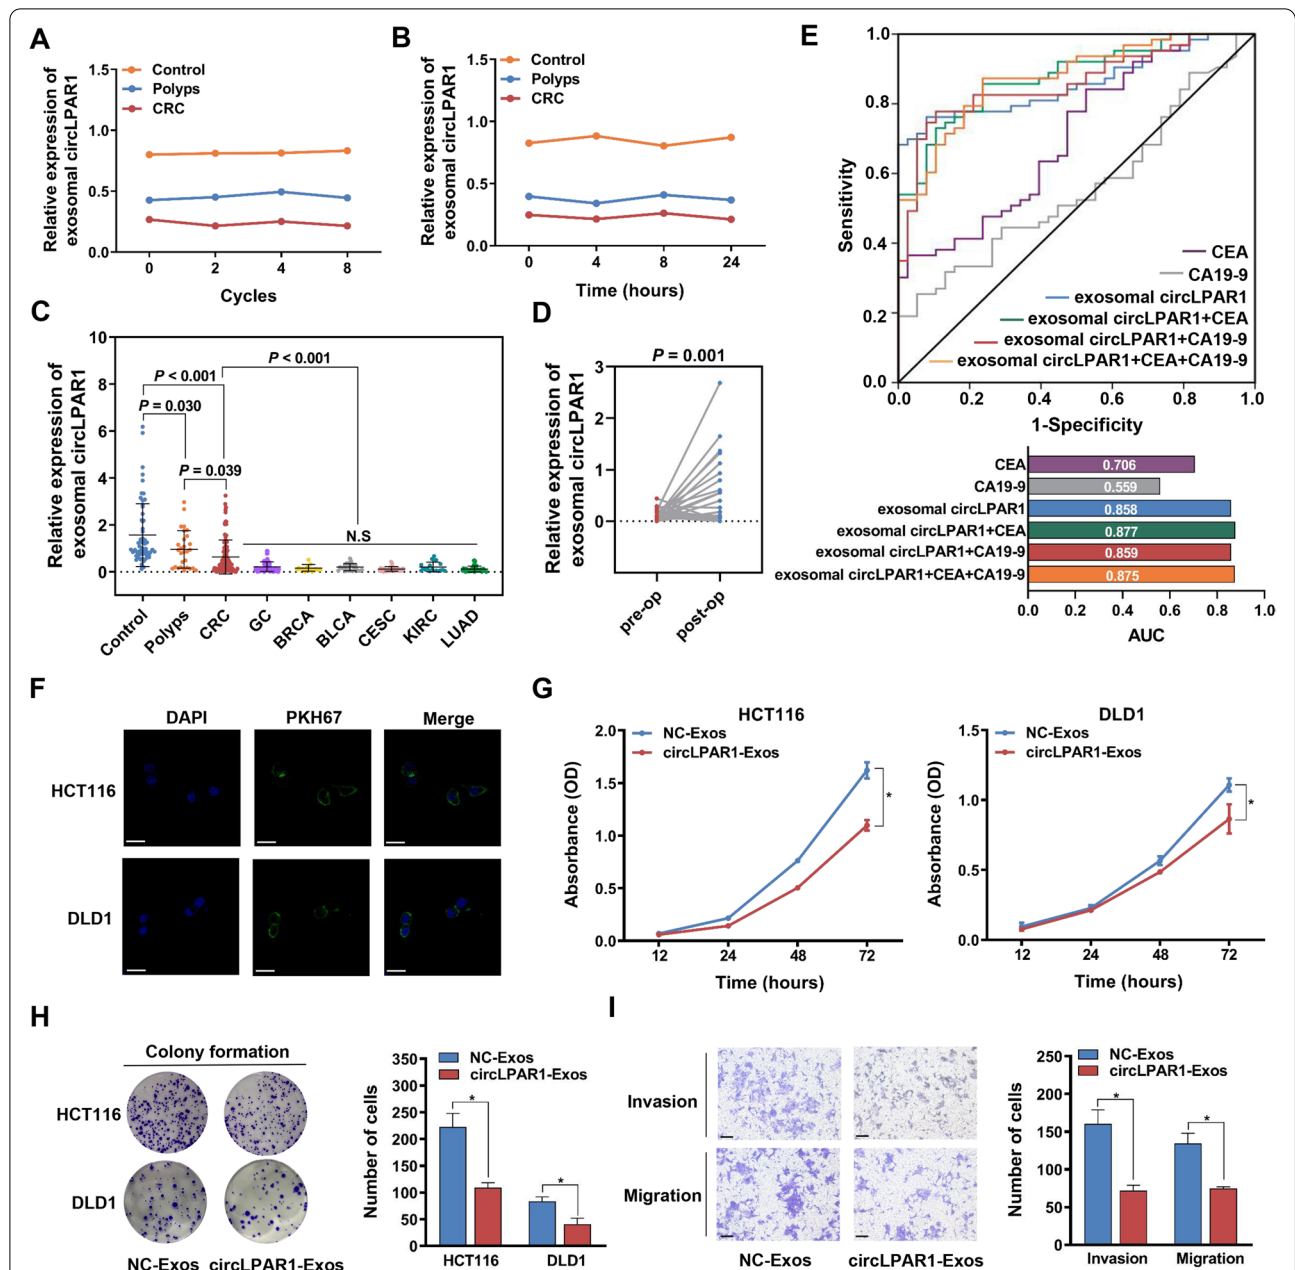 A
Relative expression of
exosomal circLPAR1
Control
Polyps
CRC
1.5
1.0
0.5
0.0
0 2 4 8
Cycles
B
Relative expression of
exosomal circLPAR1
Control
Polyps
CRC
1.5
1.0
0.5
0.0
0 4 8 24
Time (hours)
C
Relative expression of
exosomal circLPAR1
10
8
6
4
2
0
P < 0.001
P < 0.001
P = 0.030
P = 0.039
N.S
Control Polyps CRC GC BRCA BLCA CESC KIRC LUAD
D
Relative expression of
exosomal circLPAR1
P = 0.001
3
2
1
0
pre-op post-op
E
Sensitivity
1.0
0.8
0.6
0.4
0.2
0.0
CEA
CA19-9
exosomal circLPAR1
exosomal circLPAR1+CEA
exosomal circLPAR1+CA19-9
exosomal circLPAR1+CEA+CA19-9
0.0 0.2 0.4 0.6 0.8 1.0
1-Specificity
CEA 0.706
CA19-9 0.559
exosomal circLPAR1 0.858
exosomal circLPAR1+CEA 0.877
exosomal circLPAR1+CA19-9 0.859
exosomal circLPAR1+CEA+CA19-9 0.875
0.0 0.2 0.4 0.6 0.8 1.0
AUC
F
DAPI PKH67 Merge
HCT116
DLD1
G
HCT116
NC-Exos
circLPAR1-Exos
Absorbance (OD)
2.0
1.5
1.0
0.5
0.0
*
12 24 48 72
Time (hours)
DLD1
NC-Exos
circLPAR1-Exos
Absorbance (OD)
1.5
1.0
0.5
0.0
*
12 24 48 72
Time (hours)
H
Colony formation
HCT116
DLD1
NC-Exos circLPAR1-Exos
Number of cells
350
300
250
200
150
100
50
0
NC-Exos
circLPAR1-Exos
*
*
HCT116 DLD1
I
Invasion
Migration
NC-Exos circLPAR1-Exos
Number of cells
250
200
150
100
50
0
NC-Exos
circLPAR1-Exos
*
*
Invasion Migration